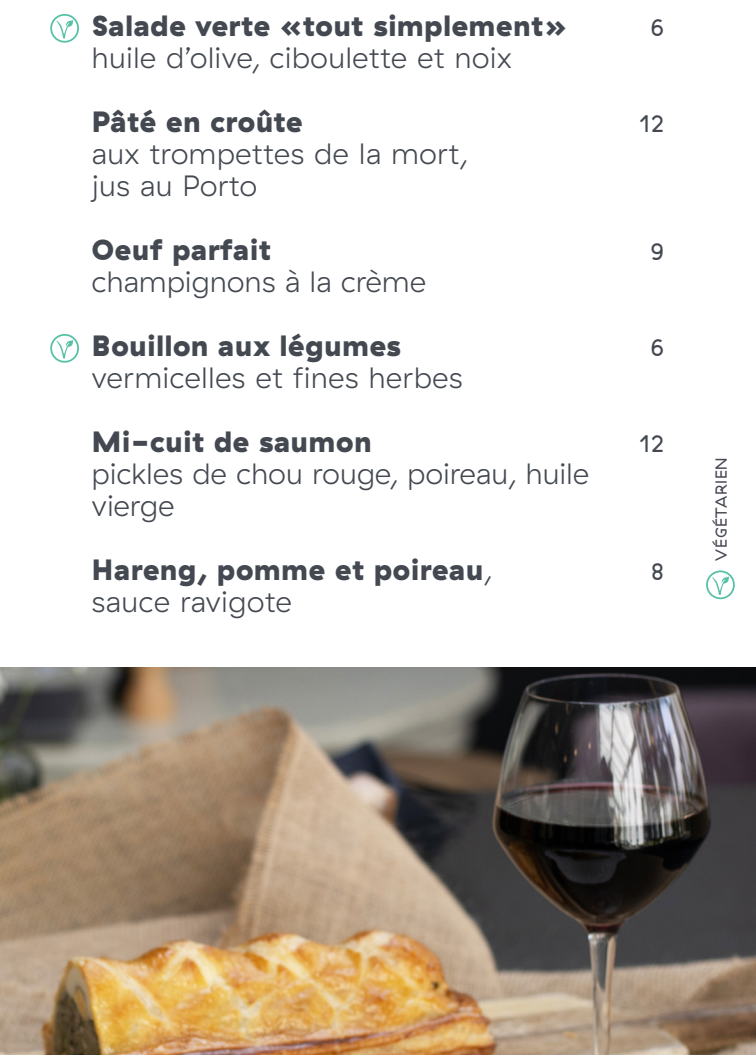 Salade verte «tout simplement» 6
huile d’olive, ciboulette et noix
Pâté en croûte 12
aux trompettes de la mort,
jus au Porto
Oeuf parfait 9
champignons à la crème
Bouillon aux légumes 6
vermicelles et fines herbes
Mi-cuit de saumon 12
pickles de chou rouge, poireau, huile
vierge
Hareng, pomme et poireau, 8
sauce ravigote
VÉGÉTARIEN